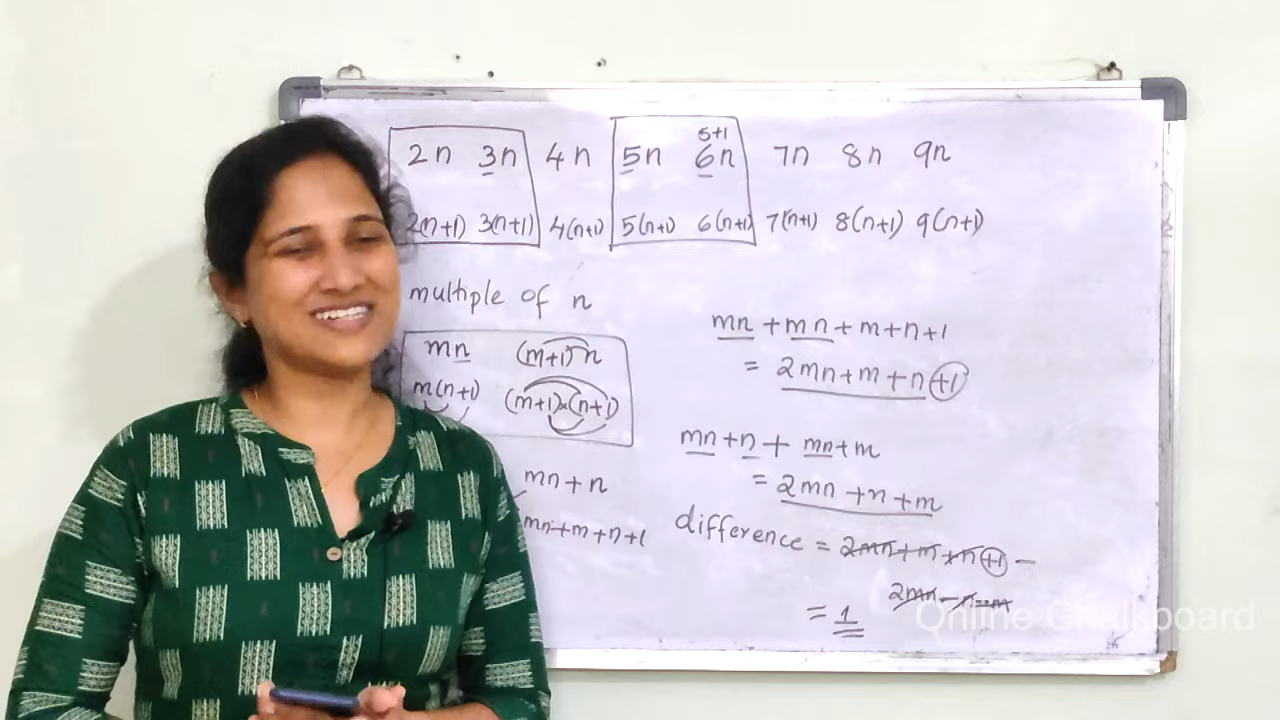 5+1
2n 3n 4n 5n 6n 7n 8n 9n
2(n+1) 3(n+1) 4(n+1) 5(n+1) 6(n+1) 7(n+1) 8(n+1) 9(n+1)
multiple of n
mn (m+1)n
m(n+1) (m+1)×(n+1)
mn+n
mn+m+n+1
mn+mn+m+n+1
= 2mn+m+n+1
mn+n+mn+m
= 2mn+n+m
difference = 2mn+m+n+1 −
2mn−n−m
= 1
Online Chalkboard